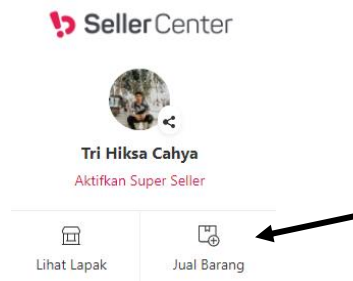 SellerCenter
Tri Hiksa Cahya
Aktifkan Super Seller
Lihat Lapak
Jual Barang